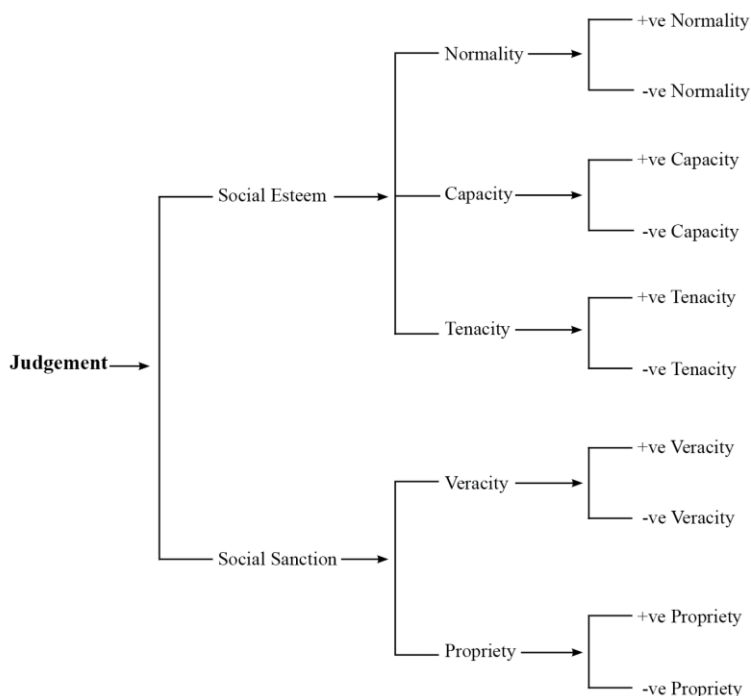 +ve Normality
Normality
-ve Normality
+ve Capacity
Social Esteem
Capacity
-ve Capacity
+ve Tenacity
Tenacity
Judgement
-ve Tenacity
+ve Veracity
Veracity
-ve Veracity
Social Sanction
+ve Propriety
Propriety
-ve Propriety